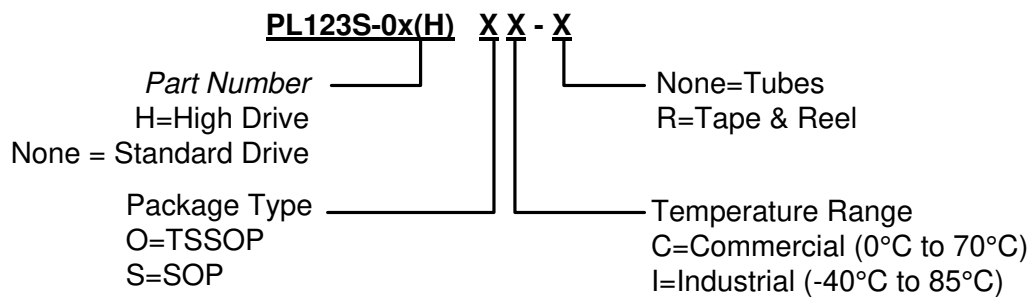 PL123S-0x(H) X X - X
Part Number
H=High Drive
None = Standard Drive
None=Tubes
R=Tape & Reel
Package Type
O=TSSOP
S=SOP
Temperature Range
C=Commercial (0°C to 70°C)
I=Industrial (-40°C to 85°C)